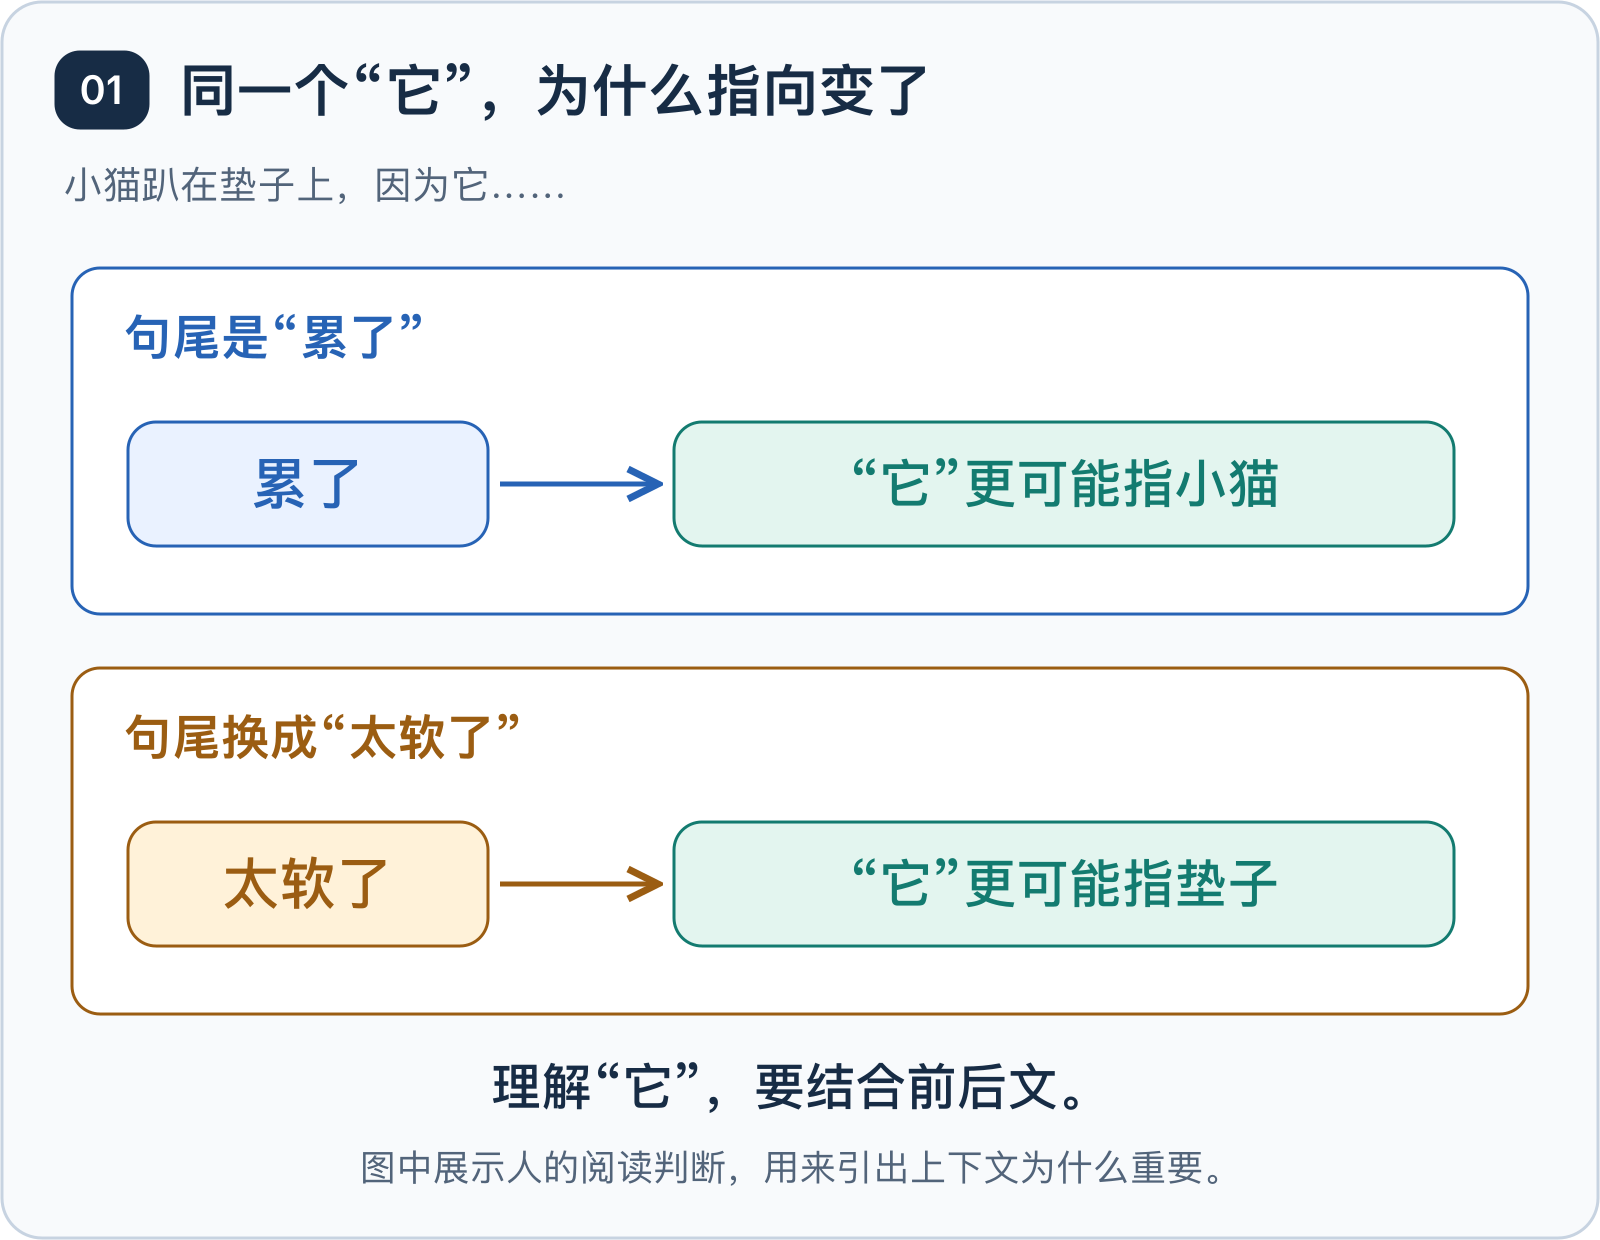 01 同一个“它”，为什么指向变了
小猫趴在垫子上，因为它……
句尾是“累了”
累了
“它”更可能指小猫
句尾换成“太软了”
太软了
“它”更可能指垫子
理解“它”，要结合前后文。
图中展示人的阅读判断，用来引出上下文为什么重要。